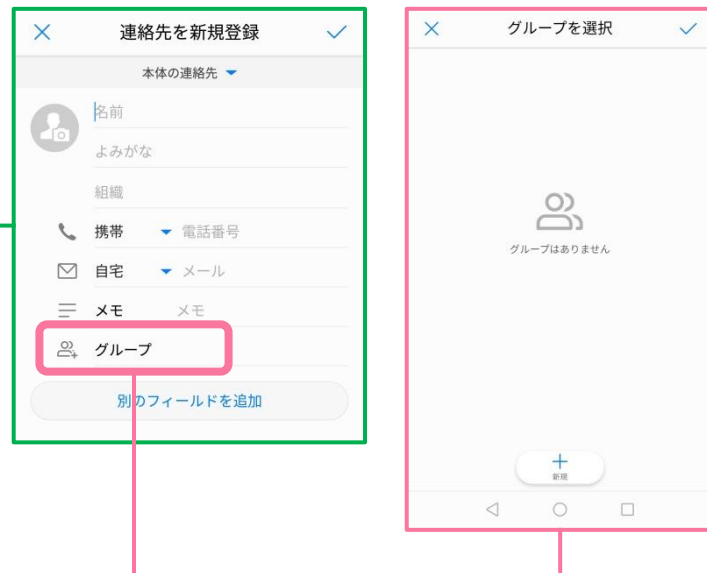 連絡先を新規登録
本体の連絡先
名前
よみがな
組織
携帯 電話番号
自宅 メール
メモ メモ
グループ
別のフィールドを追加
グループを選択
グループはありません
新規